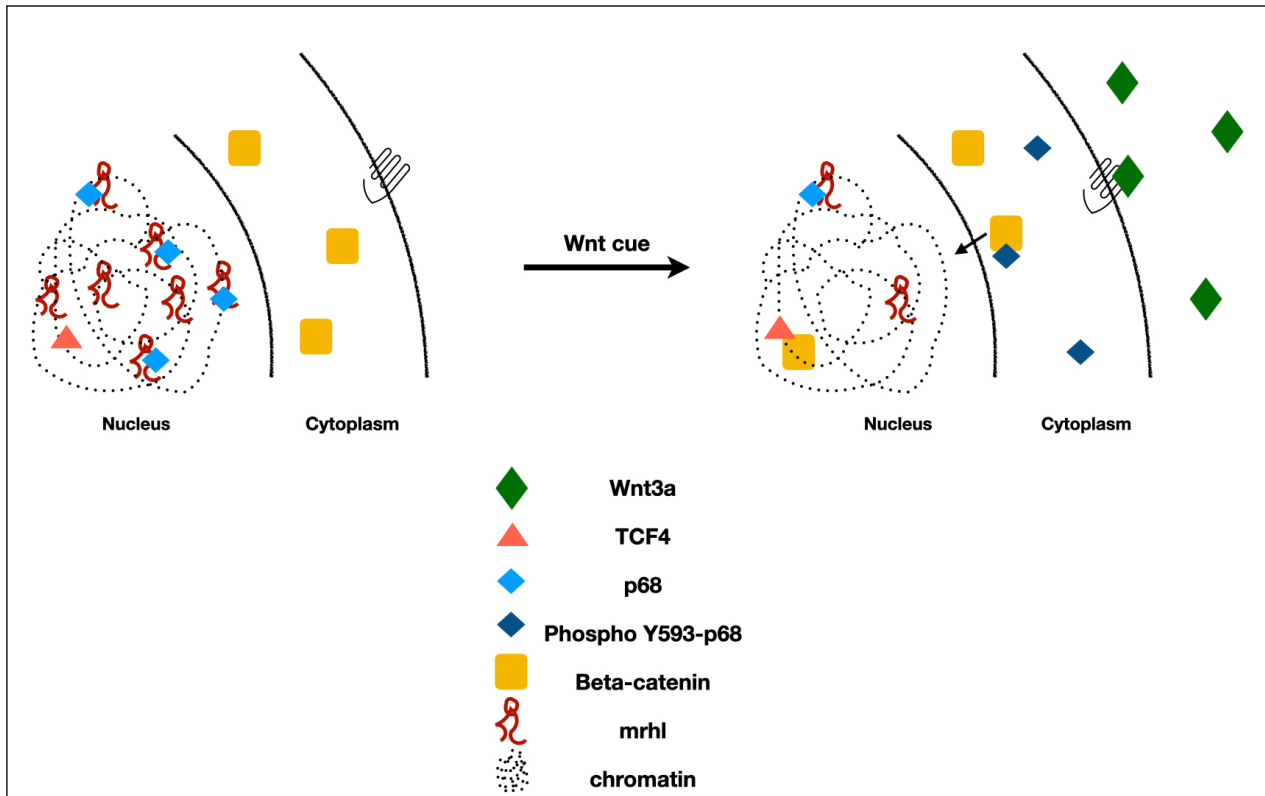 Wnt cue
Nucleus
Cytoplasm
Nucleus
Cytoplasm
Wnt3a
TCF4
p68
Phospho Y593-p68
Beta-catenin
mrhl
chromatin